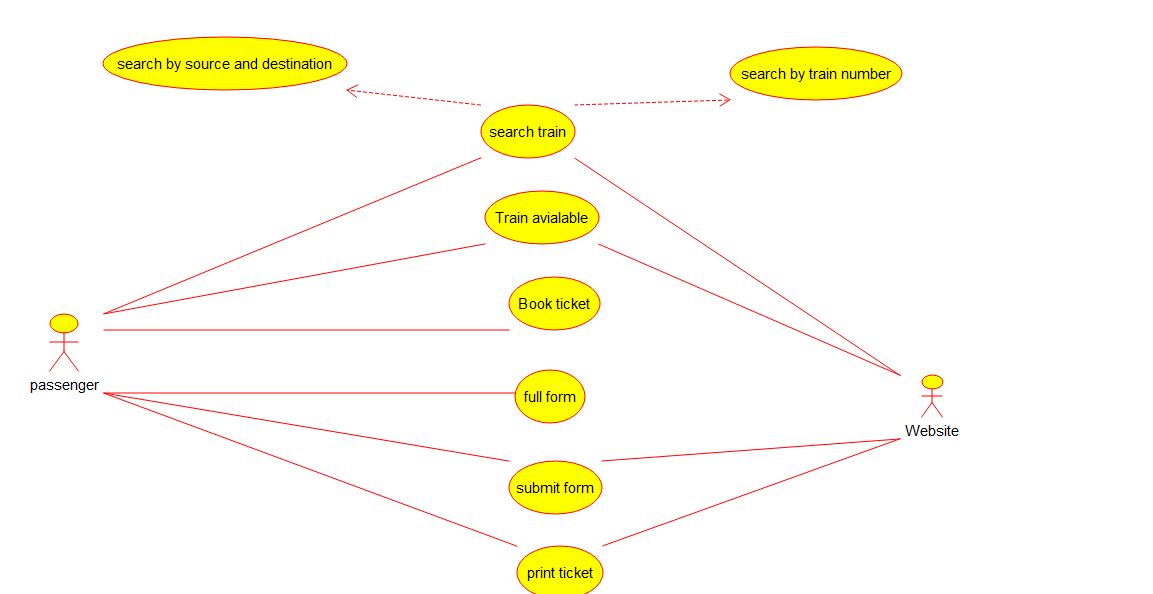 search by source and destination
search by train number
search train
Train avialable
Book ticket
passenger
full form
Website
submit form
print ticket